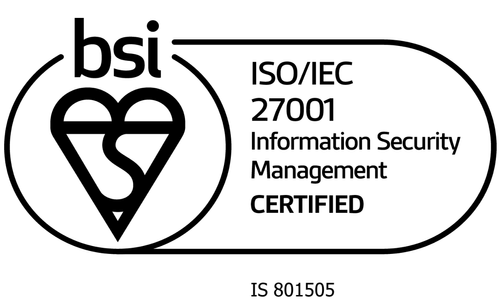 bsi
ISO/IEC
27001
Information Security
Management
CERTIFIED
IS 801505